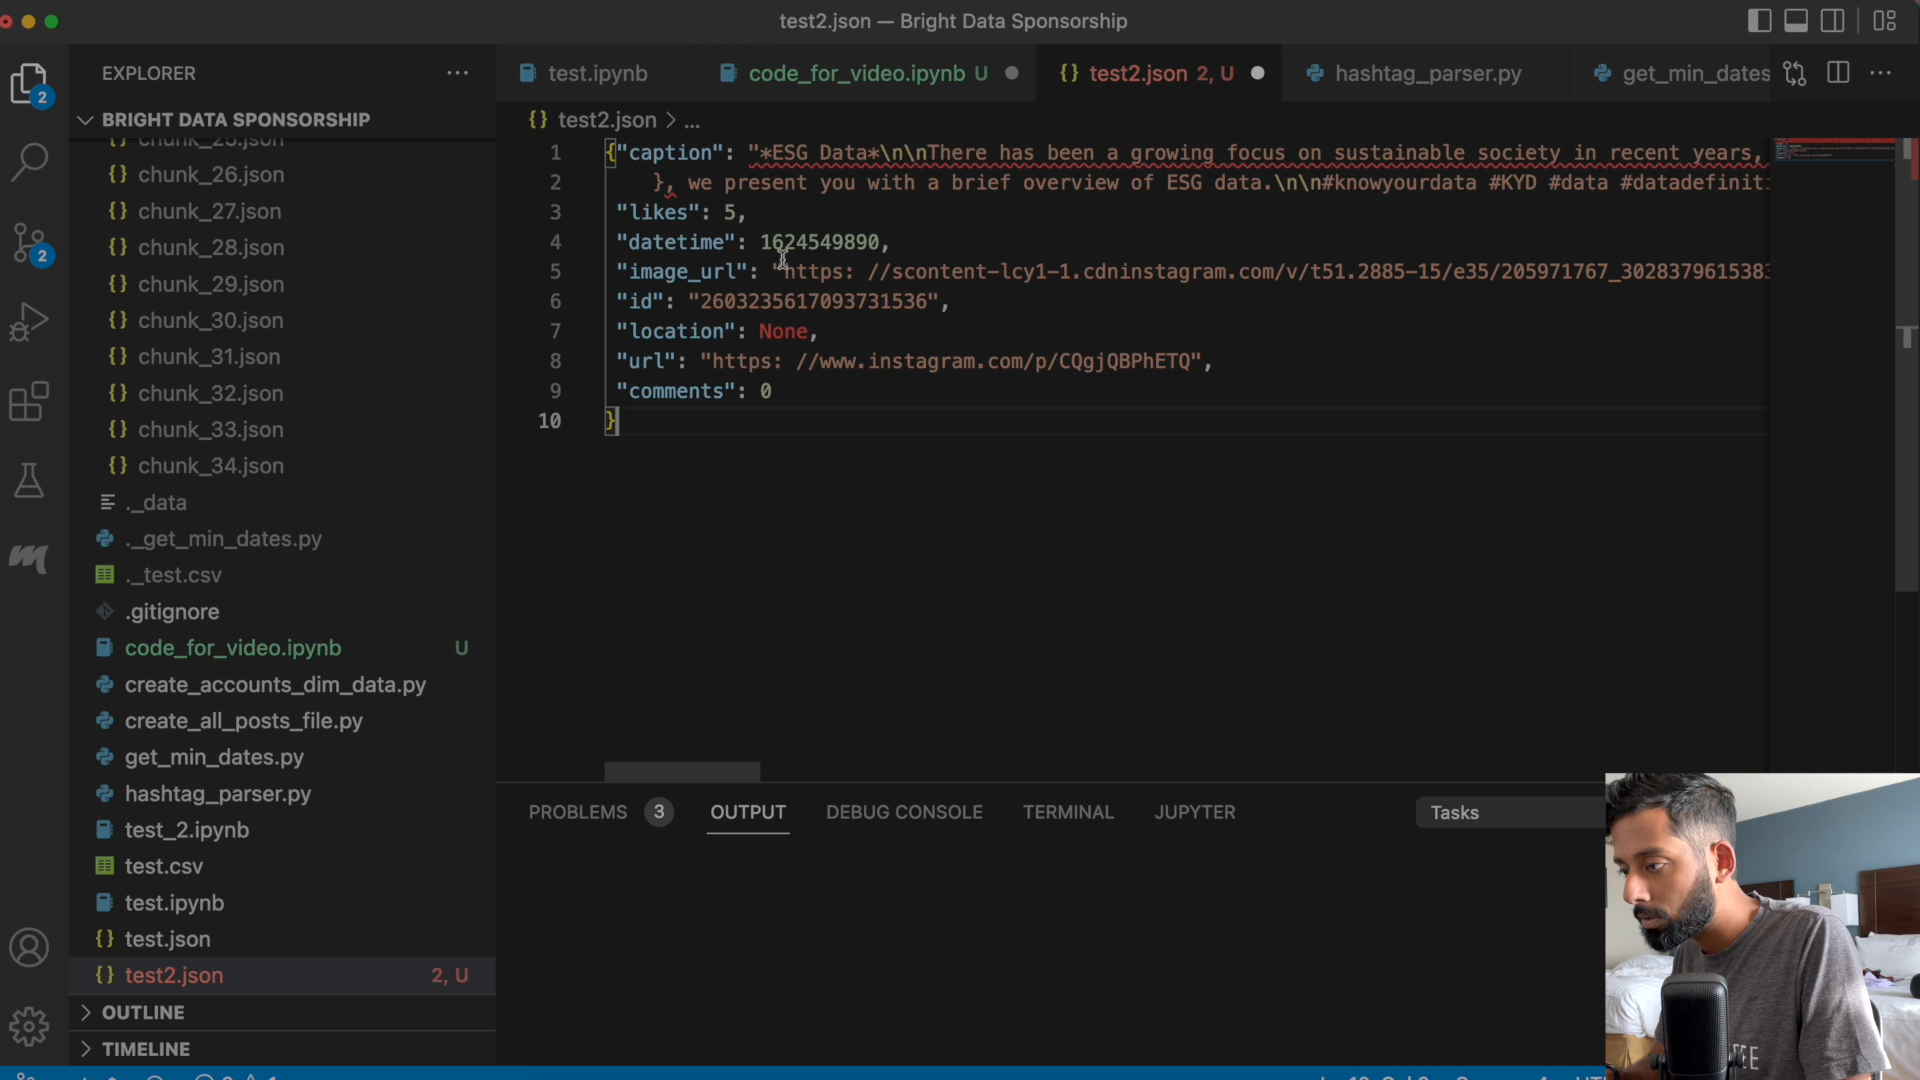 test2.json — Bright Data Sponsorship
EXPLORER
2
BRIGHT DATA SPONSORSHIP
chunk_25.json
chunk_26.json
chunk_27.json
chunk_28.json
chunk_29.json
chunk_30.json
chunk_31.json
chunk_32.json
chunk_33.json
chunk_34.json
._data
._get_min_dates.py
._test.csv
.gitignore
code_for_video.ipynb U
create_accounts_dim_data.py
create_all_posts_file.py
get_min_dates.py
hashtag_parser.py
test_2.ipynb
test.csv
test.ipynb
test.json
test2.json 2, U
OUTLINE
TIMELINE
2
test.ipynb
code_for_video.ipynb U
{} test2.json 2, U
hashtag_parser.py
get_min_dates
{} test2.json > ...
1 {"caption": "*ESG Data*\n\nThere has been a growing focus on sustainable society in recent years,
2 }, we present you with a brief overview of ESG data.\n\n#knowyourdata #KYD #data #datadefiniti
3 "likes": 5,
4 "datetime": 1624549890,
5 "image_url": "https: //scontent-lcy1-1.cdninstagram.com/v/t51.2885-15/e35/205971767_3028379615383
6 "id": "2603235617093731536",
7 "location": None,
8 "url": "https: //www.instagram.com/p/CQgjQBPhETQ",
9 "comments": 0
10 }
PROBLEMS 3 OUTPUT DEBUG CONSOLE TERMINAL JUPYTER
Tasks